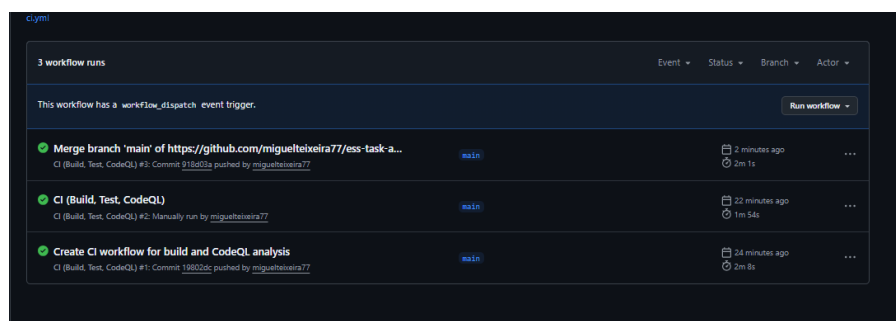 ci.yml
3 workflow runs
Event Status Branch Actor
This workflow has a workflow_dispatch event trigger.
Run workflow
Merge branch 'main' of https://github.com/miguelteixeira77/ess-task-a...
CI (Build, Test, CodeQL) #3: Commit 918d03a pushed by miguelteixeira77
main
2 minutes ago
2m 1s
CI (Build, Test, CodeQL)
CI (Build, Test, CodeQL) #2: Manually run by miguelteixeira77
main
22 minutes ago
1m 54s
Create CI workflow for build and CodeQL analysis
CI (Build, Test, CodeQL) #1: Commit 19802dc pushed by miguelteixeira77
main
24 minutes ago
2m 8s